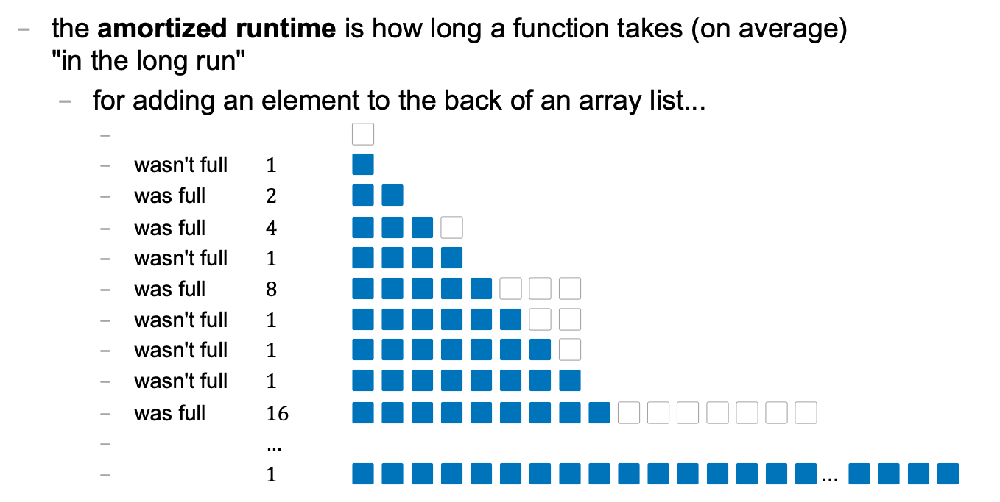 – the amortized runtime is how long a function takes (on average)
"in the long run"
– for adding an element to the back of an array list...
–
– wasn't full 1
– was full 2
– was full 4
– wasn't full 1
– was full 8
– wasn't full 1
– wasn't full 1
– wasn't full 1
– was full 16
– ...
– 1 ...